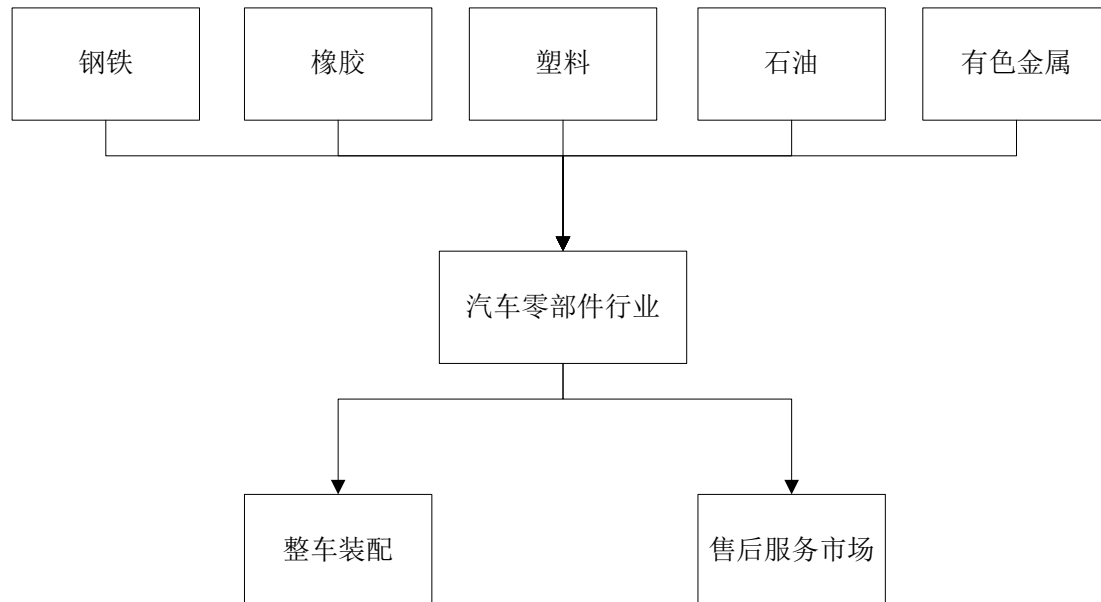 钢铁
橡胶
塑料
石油
有色金属
汽车零部件行业
整车装配
售后服务市场